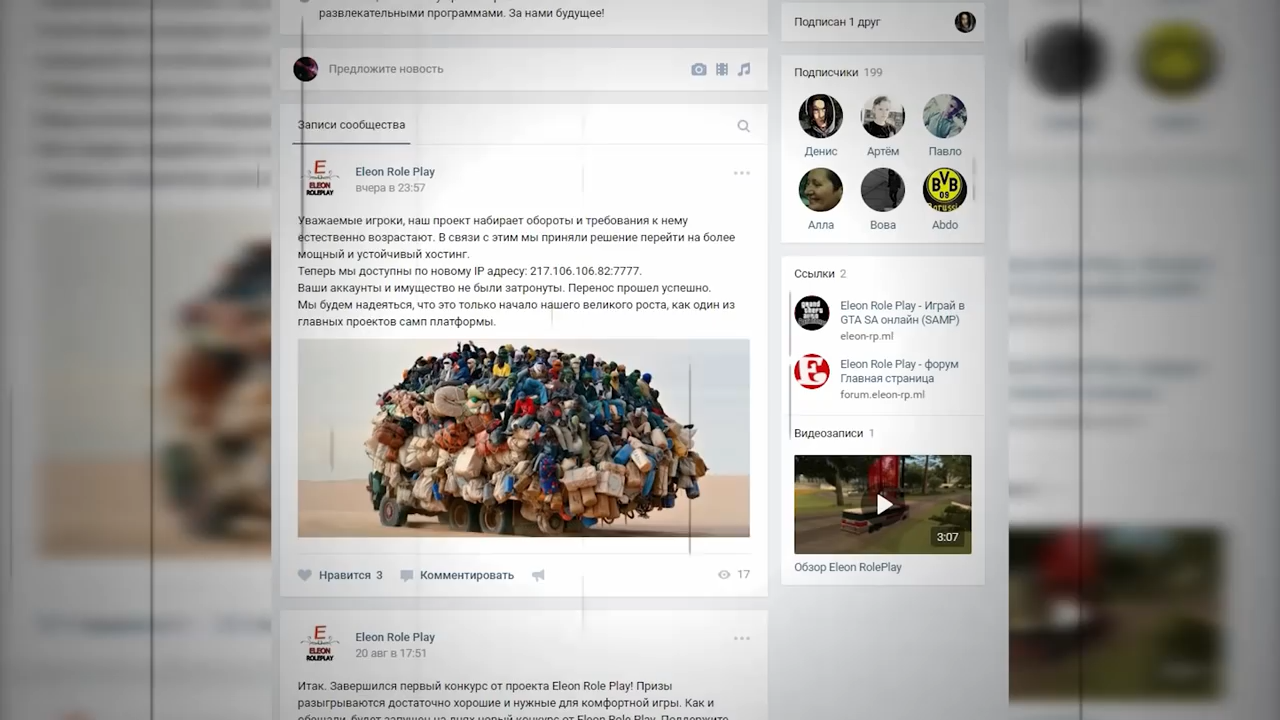 развлекательными программами. За нами будущее!
Предложите новость
Записи сообщества
ELEON
ROLEPLAY
Eleon Role Play
вчера в 23:57
Уважаемые игроки, наш проект набирает обороты и требования к нему
естественно возрастают. В связи с этим мы приняли решение перейти на более
мощный и устойчивый хостинг.
Теперь мы доступны по новому IP адресу: 217.106.106.82:7777.
Ваши аккаунты и имущество не были затронуты. Перенос прошел успешно.
Мы будем надеяться, что это только начало нашего великого роста, как один из
главных проектов самп платформы.
Нравится 3
Комментировать
17
ELEON
ROLEPLAY
Eleon Role Play
20 авг в 17:51
Итак. Завершился первый конкурс от проекта Eleon Role Play! Призы
разыгрываются достаточно хорошие и нужные для комфортной игры. Как и
обещали, будет запущен на днях новый конкурс от Eleon Role Play. Поддержите
Подписан 1 друг
Подписчики 199
Денис
Артём
Павло
BVB
09
Алла
Вова
Abdo
Ссылки 2
Eleon Role Play - Играй в
GTA SA онлайн (SAMP)
eleon-rp.ml
Eleon Role Play - форум
Главная страница
forum.eleon-rp.ml
Видеозаписи 1
3:07
Обзор Eleon RolePlay